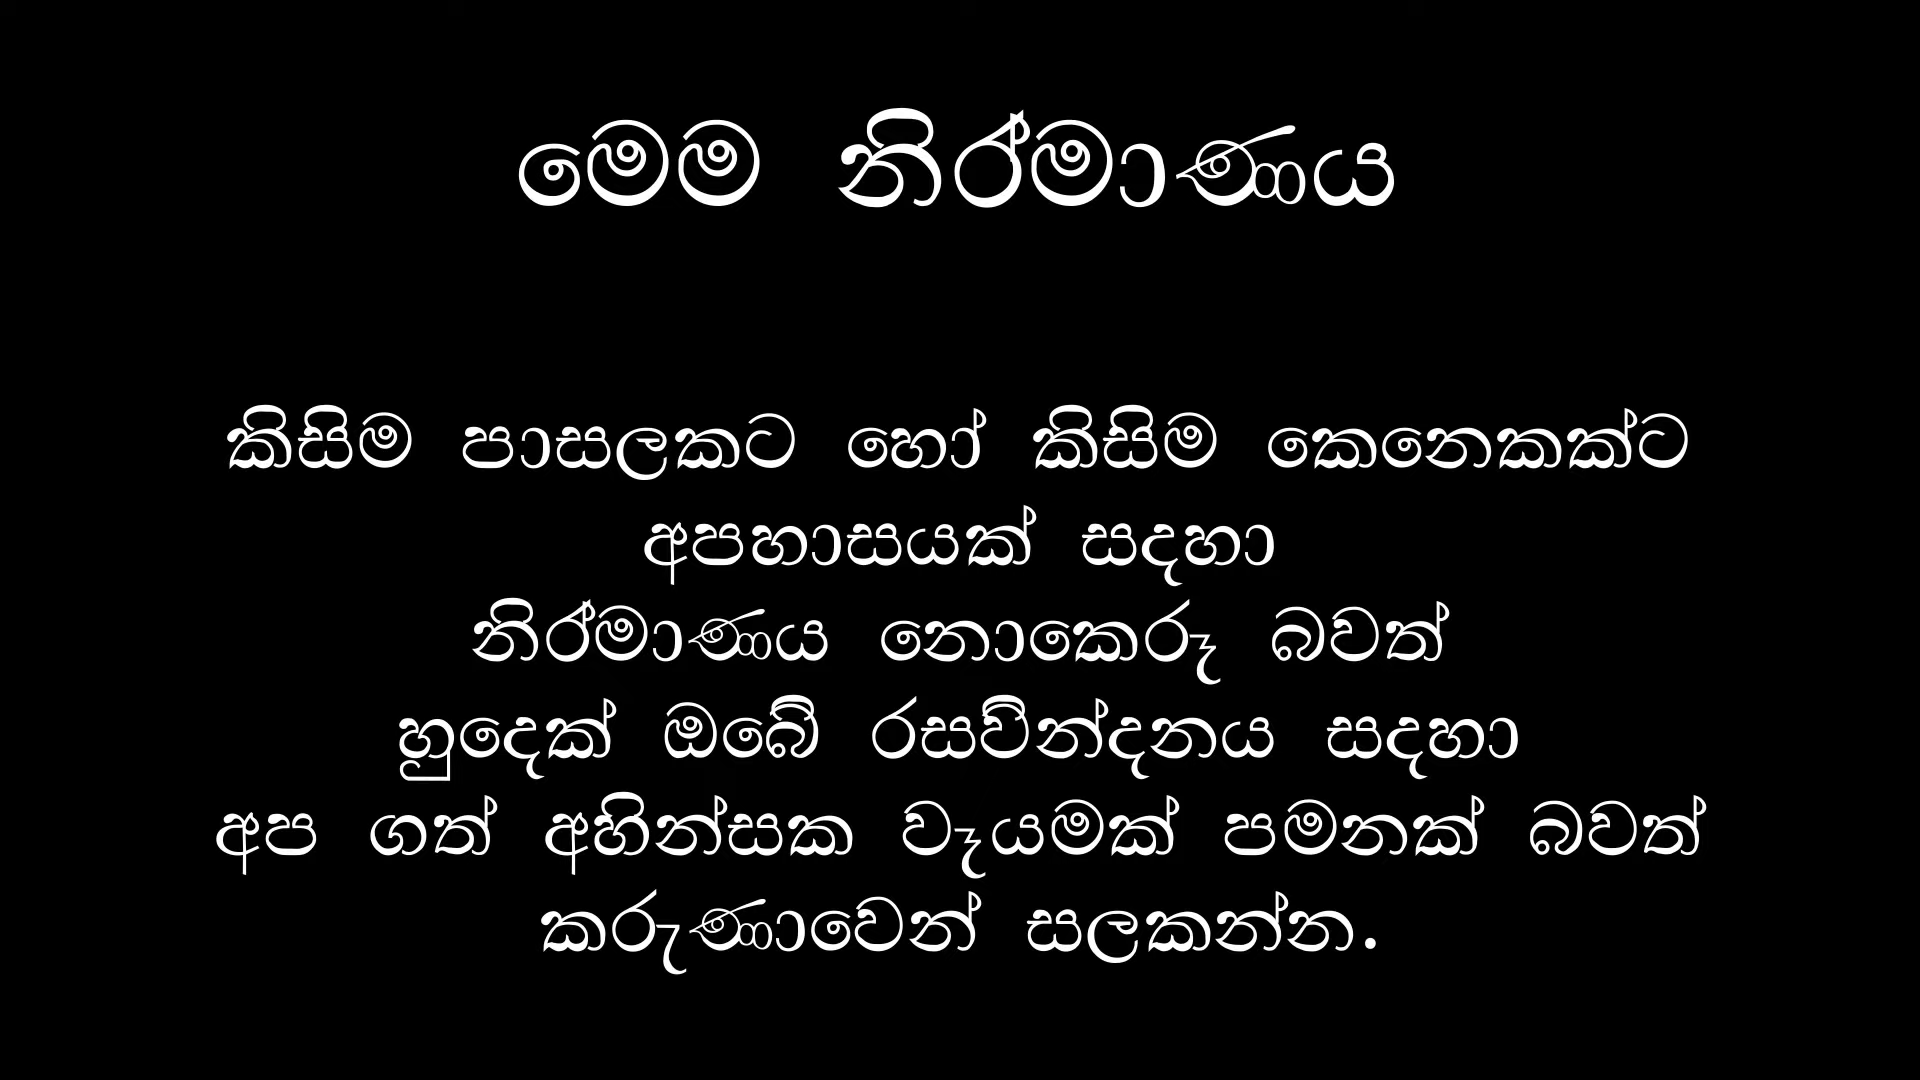 මෙම නිර්මාණය
කිසිම පාසලකට හෝ කිසිම කෙනෙකක්ට
අපහාසයක් සදහා
නිර්මාණය නොකෙරූ බවත්
හුදෙක් ඔබේ රසව්න්දනය සදහා
අප ගත් අහින්සක වෑයමක් පමනක් බවත්
කරුණාවෙන් සලකන්න.